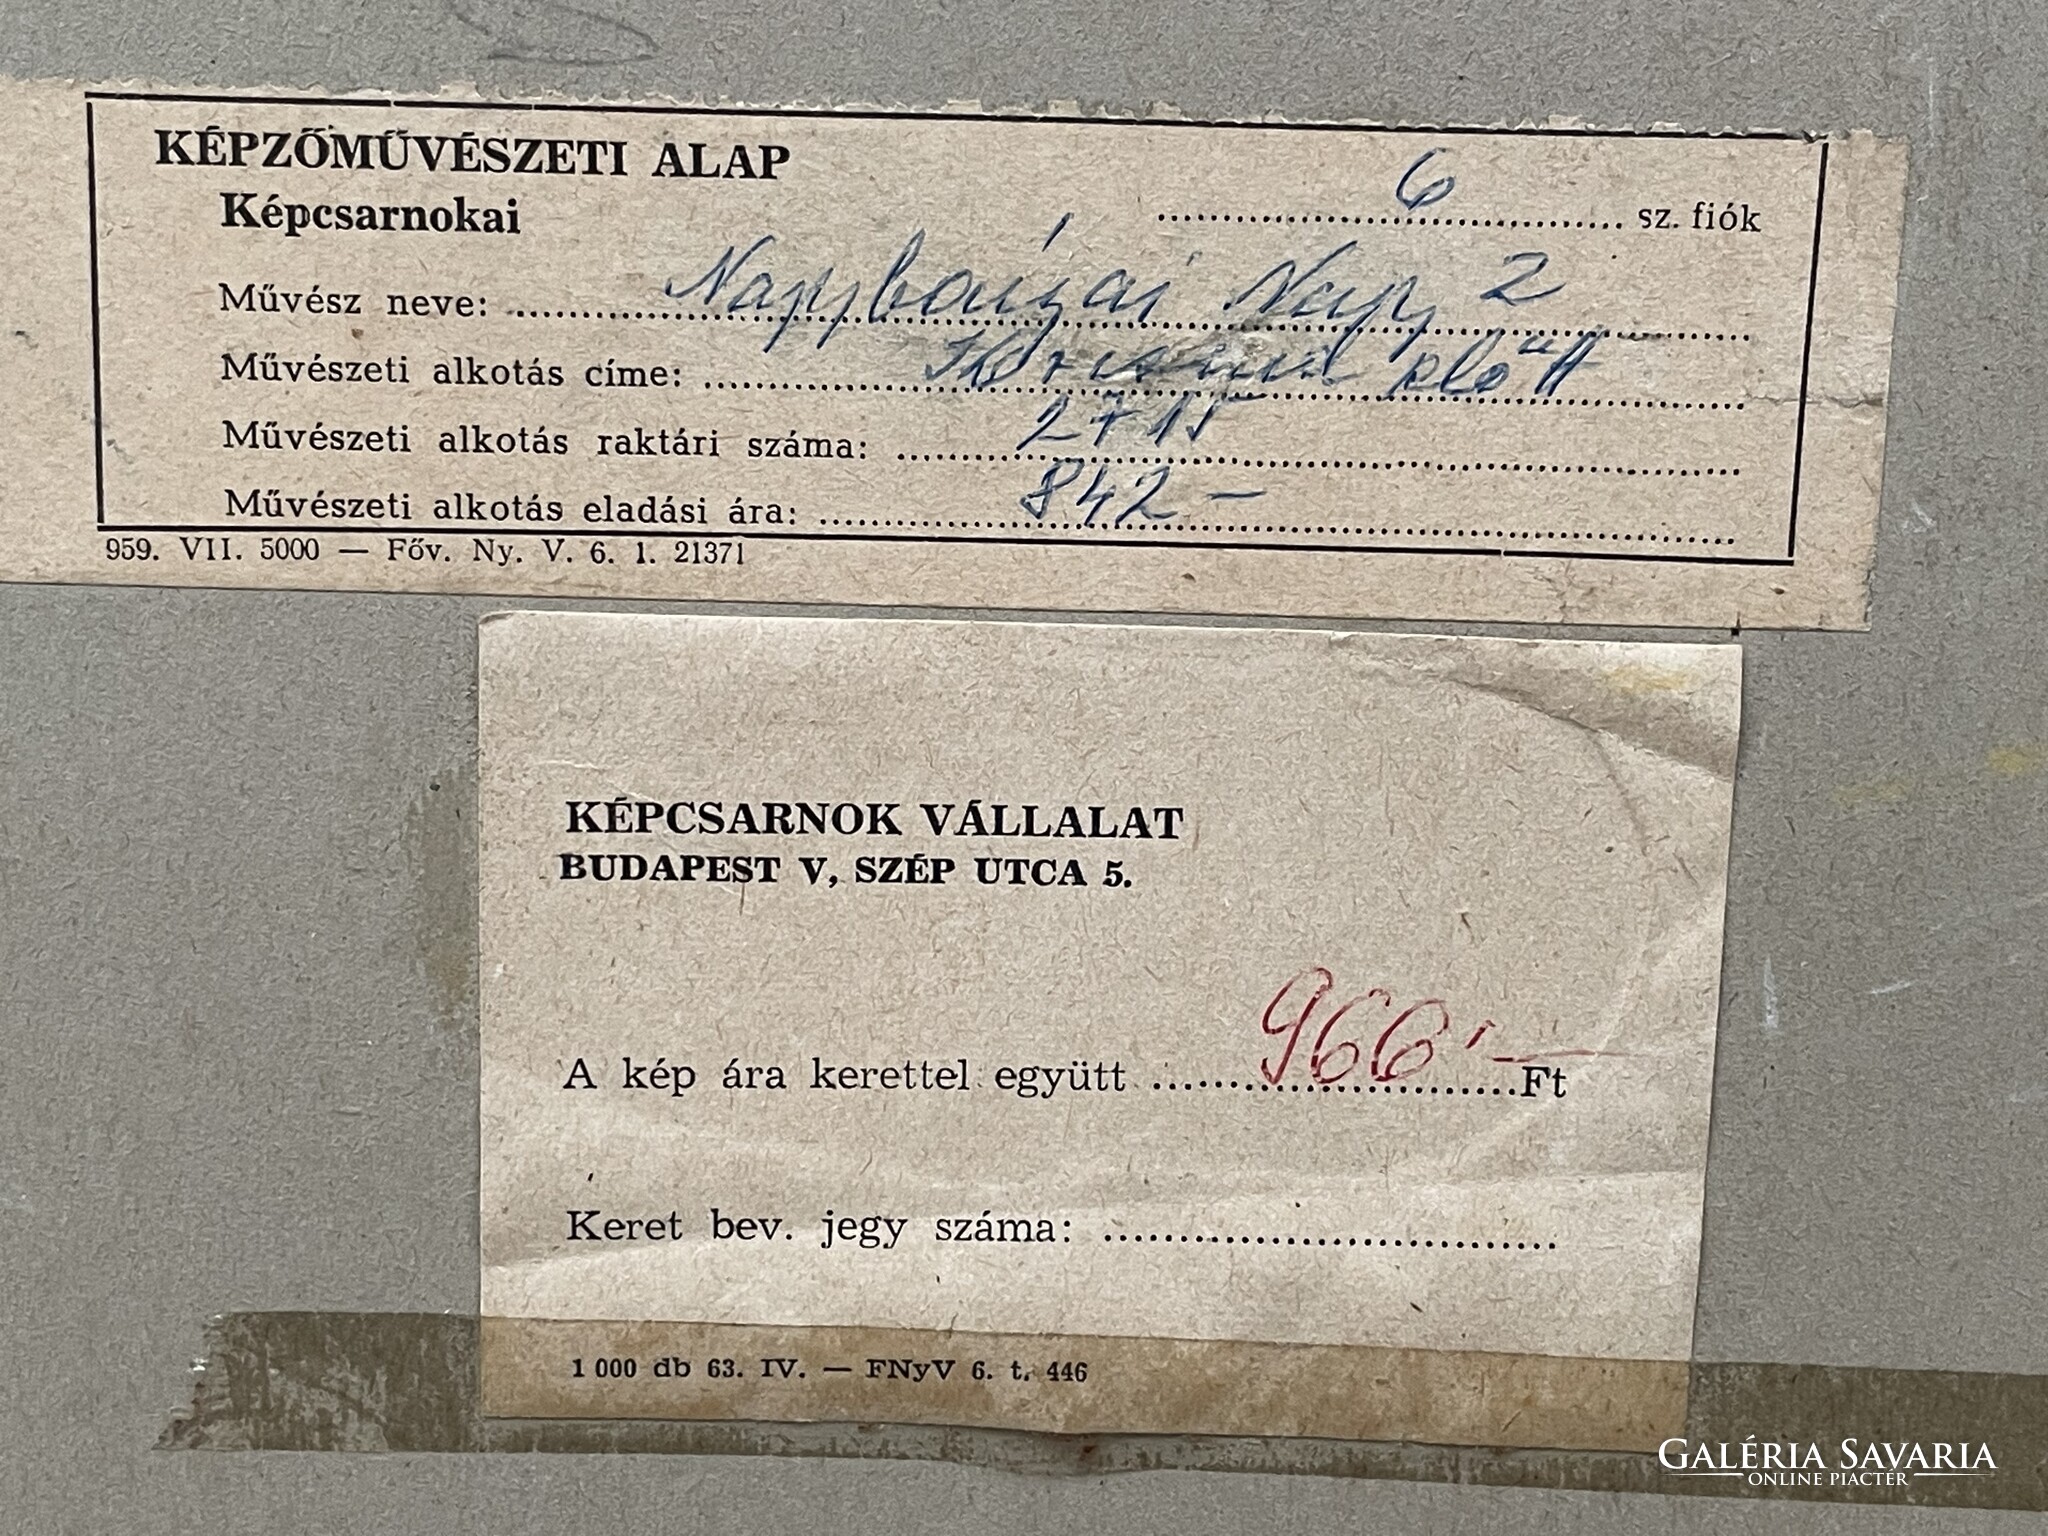 KÉPZŐMŰVÉSZETI ALAP
Képcsarnokai
6 sz. fiók
Művész neve: Nagybányai Nagy Z
Művészeti alkotás címe: előtt
Művészeti alkotás raktári száma: 2715
Művészeti alkotás eladási ára: 842 –
959. VII. 5000 — Főv. Ny. V. 6. 1. 21371
KÉPCSARNOK VÁLLALAT
BUDAPEST V, SZÉP UTCA 5.
A kép ára kerettel együtt 966'— Ft
Keret bev. jegy száma:
1 000 db 63. IV. — FNyV 6. t. 446
GALÉRIA SAVARIA
ONLINE PIACTÉR